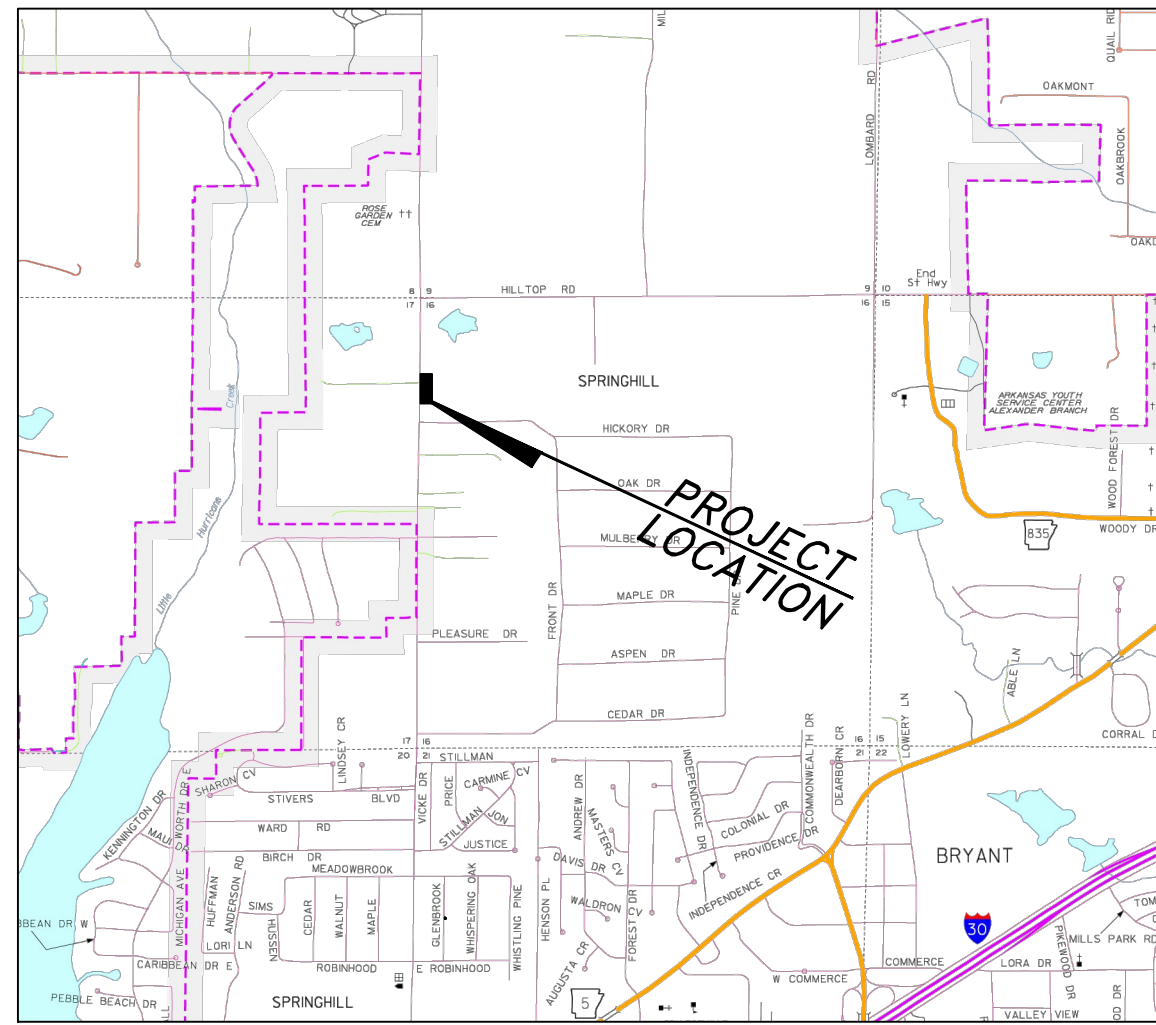 MIL
QUAIL RID
RD
LOMBARD
OAKMONT
OAKBROOK
ROSE
GARDEN
CEM
OAKD
End
St Hwy
8 9
17 16
HILLTOP RD
9 10
16 15
SPRINGHILL
ARKANSAS YOUTH
SERVICE CENTER
ALEXANDER BRANCH
Creek
Hurricane
Little
HICKORY DR
WOOD FOREST DR
OAK DR
PROJECT
LOCATION
835
WOODY DR
MULBERRY DR
MAPLE DR
FRONT DR
PINE D
PLEASURE DR
ASPEN DR
ABLE LN
CEDAR DR
LOWERY LN
CORRAL D
17 16
20 21
STILLMAN
16 15
21 22
LINDSEY CR
VICKE DR
PRICE
CARMINE CV
STILLMAN
JON
JUSTICE
INDEPENDENCE DR
COMMONWEALTH DR
DEARBORN CR
SHARON CV
WORTH DR E
KENNINGTON DR
MAUI DR
STIVERS BLVD
WARD RD
BIRCH DR
MEADOWBROOK
ANDREW DR
MASTERS CV
COLONIAL DR
PROVIDENCE DR
DAVIS DR
WALDRON CV
INDEPENDENCE CR
BRYANT
HUFFMAN
ANDERSON RD
SIMS
HUSSEN
CEDAR
WALNUT
MAPLE
GLENBROOK
WHISPERING OAK
WHISTLING PINE
HENSON PL
FOREST DR
MICHIGAN AVE
BBEAN DR W
LORI LN
CARIBBEAN DR E
ROBINHOOD
E ROBINHOOD
AUGUSTA CR
W COMMERCE
COMMERCE
30
LORA DR
PIKEWOOD DR
MILLS PARK RD
TOM
PEBBLE BEACH DR
SPRINGHILL
5
VALLEY VIEW
OD DR